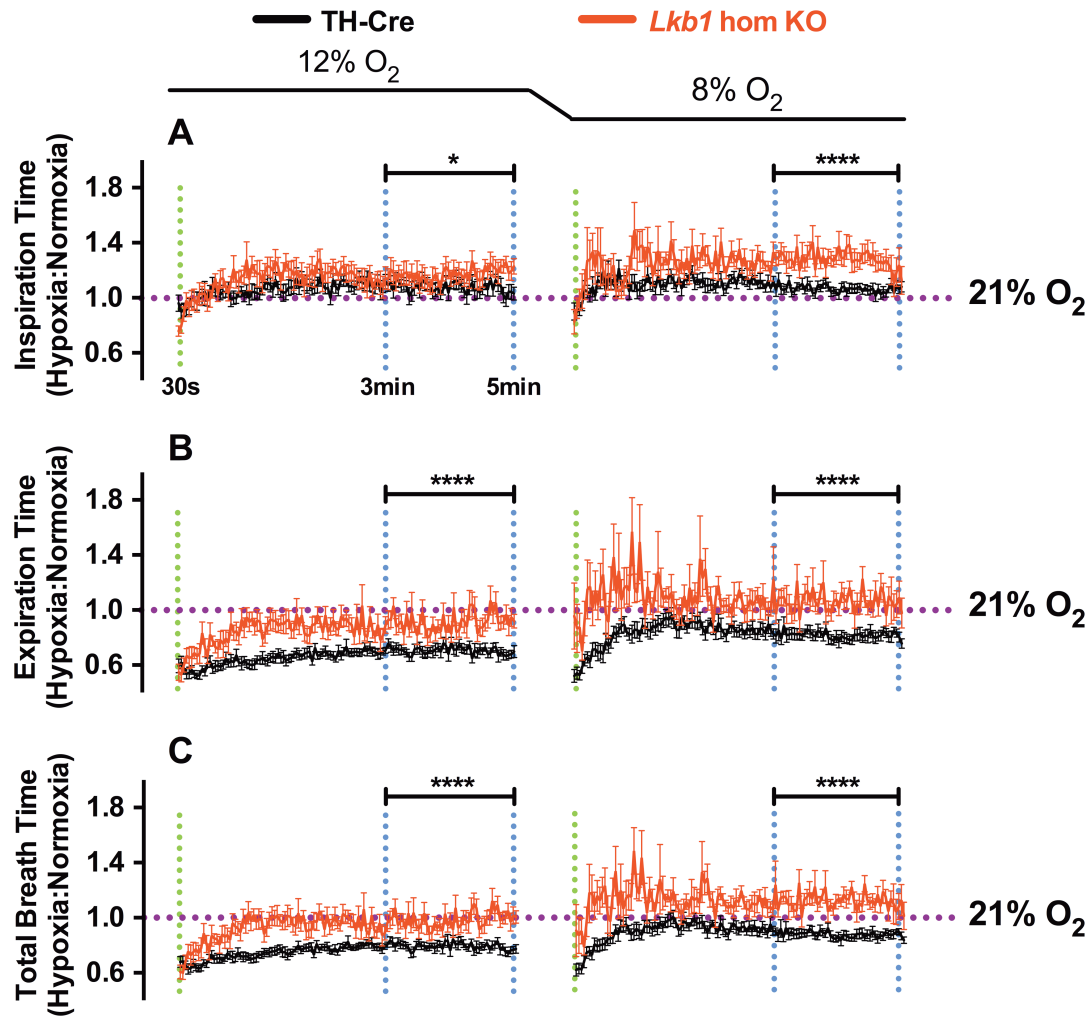 TH-Cre Lkb1 hom KO
12% O2 8% O2
A
Inspiration Time
(Hypoxia:Normoxia)
* ****
1.8
1.4
1.0
0.6
21% O2
30s 3min 5min
B
Expiration Time
(Hypoxia:Normoxia)
**** ****
1.8
1.4
1.0
0.6
21% O2
C
Total Breath Time
(Hypoxia:Normoxia)
**** ****
1.8
1.4
1.0
0.6
21% O2